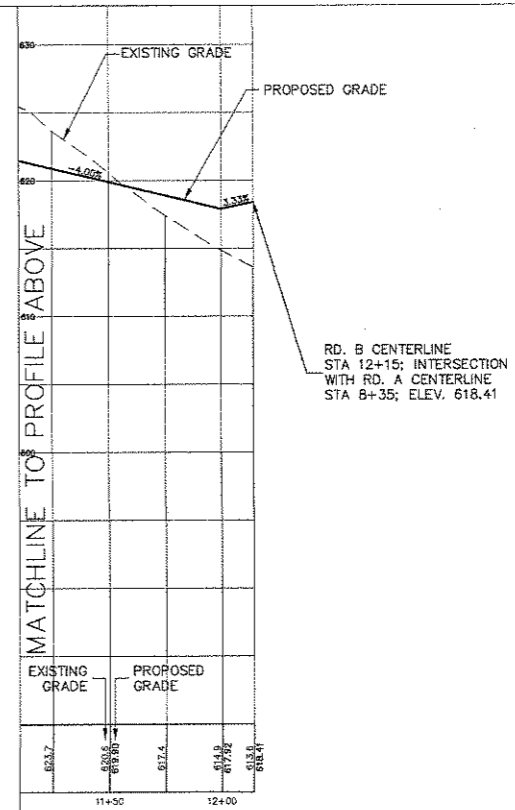 630
EXISTING GRADE
PROPOSED GRADE
-4.00%
620
3.33%
610
RD. B CENTERLINE
STA 12+15; INTERSECTION
WITH RD. A CENTERLINE
STA 8+35; ELEV. 618.41
600
MATCHLINE TO PROFILE ABOVE
EXISTING
GRADE
PROPOSED
GRADE
623.7
620.6
619.90
617.4
614.9
617.92
613.6
618.41
11+50
12+00